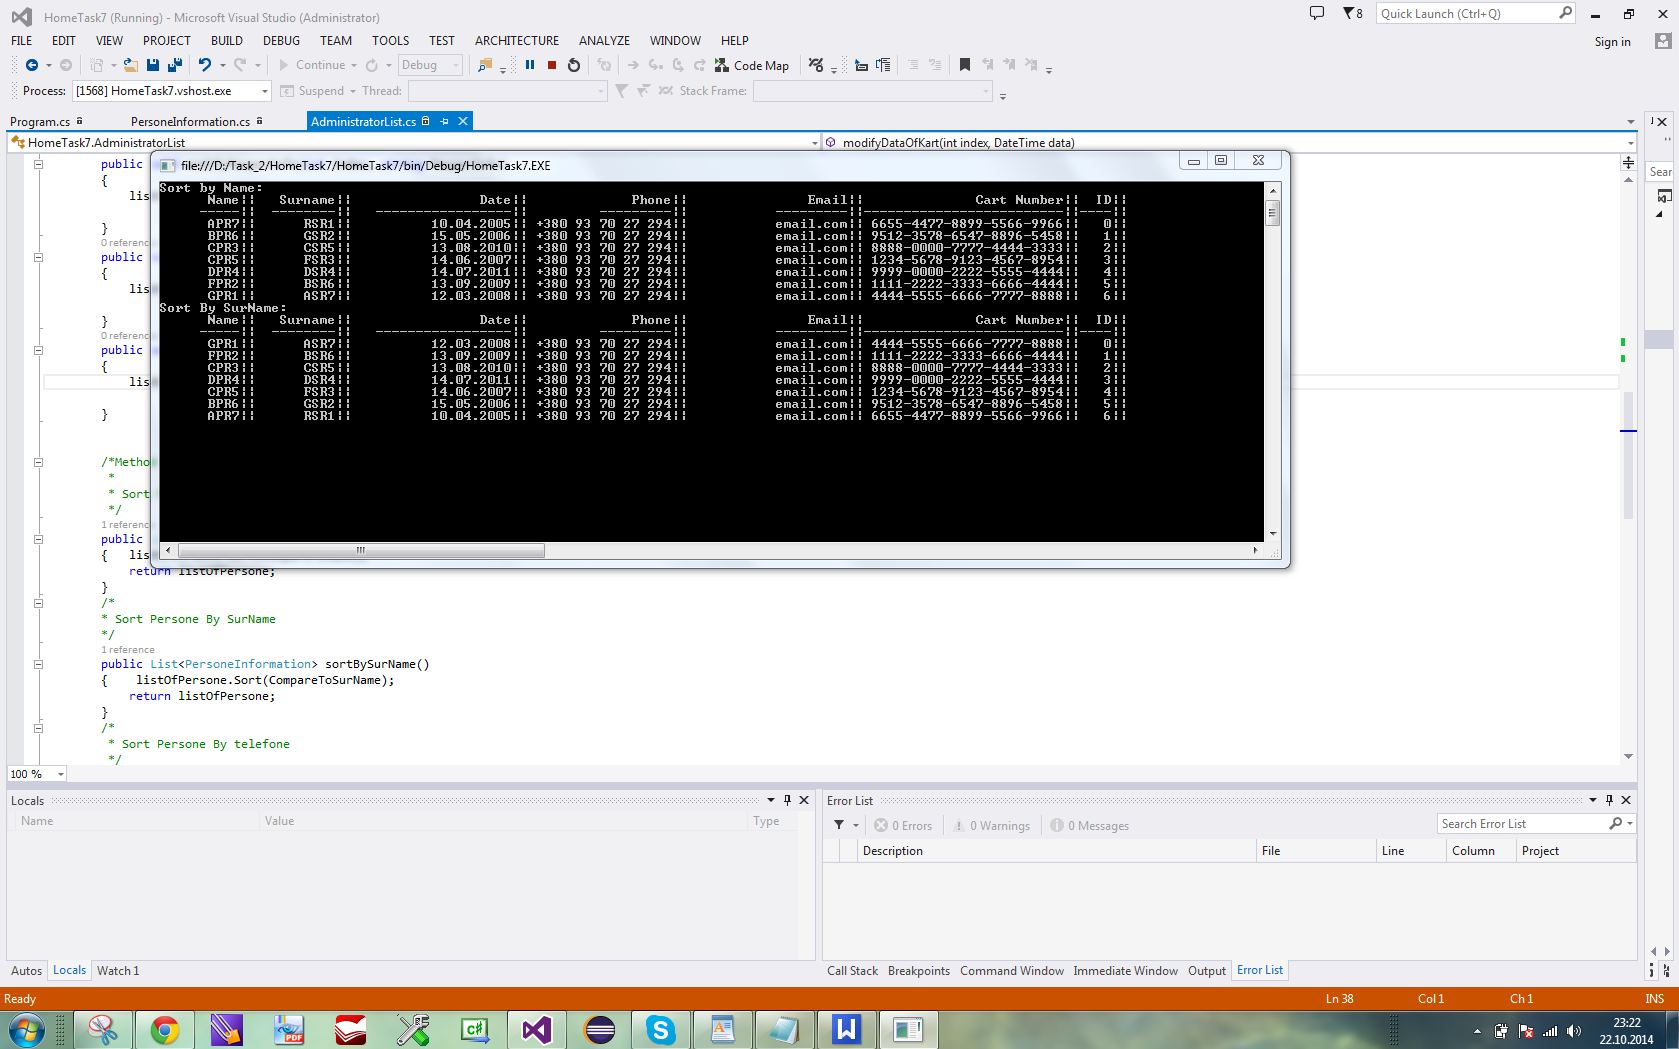 HomeTask7 (Running) - Microsoft Visual Studio (Administrator)
8
Quick Launch (Ctrl+Q)
FILE EDIT VIEW PROJECT BUILD DEBUG TEAM TOOLS TEST ARCHITECTURE ANALYZE WINDOW HELP
Sign in
Continue Debug Code Map
Process: [1568] HomeTask7.vshost.exe Suspend Thread: Stack Frame:
Program.cs PersoneInformation.cs AdministratorList.cs
HomeTask7.AdministratorList modifyDataOfKart(int index, DateTime data)
Sear
file:///D:/Task_2/HomeTask7/HomeTask7/bin/Debug/HomeTask7.EXE
Sort by Name:
Name¦¦ Surname¦¦ Date¦¦ Phone¦¦ Email¦¦ Cart Number¦¦ ID¦¦
-----¦¦ --------¦¦ -----------------¦¦ ---------¦¦ ---------¦¦-------------------------¦¦----¦¦
APR7¦¦ RSR1¦¦ 10.04.2005¦¦ +380 93 70 27 294¦¦ email.com¦¦ 6655-4477-8899-5566-9966¦¦ 0¦¦
BPR6¦¦ GSR2¦¦ 15.05.2006¦¦ +380 93 70 27 294¦¦ email.com¦¦ 9512-3578-6547-8896-5458¦¦ 1¦¦
CPR3¦¦ CSR5¦¦ 13.08.2010¦¦ +380 93 70 27 294¦¦ email.com¦¦ 8888-0000-7777-4444-3333¦¦ 2¦¦
CPR5¦¦ FSR3¦¦ 14.06.2007¦¦ +380 93 70 27 294¦¦ email.com¦¦ 1234-5678-9123-4567-8954¦¦ 3¦¦
DPR4¦¦ DSR4¦¦ 14.07.2011¦¦ +380 93 70 27 294¦¦ email.com¦¦ 9999-0000-2222-5555-4444¦¦ 4¦¦
FPR2¦¦ BSR6¦¦ 13.09.2009¦¦ +380 93 70 27 294¦¦ email.com¦¦ 1111-2222-3333-6666-4444¦¦ 5¦¦
GPR1¦¦ ASR7¦¦ 12.03.2008¦¦ +380 93 70 27 294¦¦ email.com¦¦ 4444-5555-6666-7777-8888¦¦ 6¦¦
Sort By SurName:
Name¦¦ Surname¦¦ Date¦¦ Phone¦¦ Email¦¦ Cart Number¦¦ ID¦¦
-----¦¦ --------¦¦ -----------------¦¦ ---------¦¦ ---------¦¦-------------------------¦¦----¦¦
GPR1¦¦ ASR7¦¦ 12.03.2008¦¦ +380 93 70 27 294¦¦ email.com¦¦ 4444-5555-6666-7777-8888¦¦ 0¦¦
FPR2¦¦ BSR6¦¦ 13.09.2009¦¦ +380 93 70 27 294¦¦ email.com¦¦ 1111-2222-3333-6666-4444¦¦ 1¦¦
CPR3¦¦ CSR5¦¦ 13.08.2010¦¦ +380 93 70 27 294¦¦ email.com¦¦ 8888-0000-7777-4444-3333¦¦ 2¦¦
DPR4¦¦ DSR4¦¦ 14.07.2011¦¦ +380 93 70 27 294¦¦ email.com¦¦ 9999-0000-2222-5555-4444¦¦ 3¦¦
CPR5¦¦ FSR3¦¦ 14.06.2007¦¦ +380 93 70 27 294¦¦ email.com¦¦ 1234-5678-9123-4567-8954¦¦ 4¦¦
BPR6¦¦ GSR2¦¦ 15.05.2006¦¦ +380 93 70 27 294¦¦ email.com¦¦ 9512-3578-6547-8896-5458¦¦ 5¦¦
APR7¦¦ RSR1¦¦ 10.04.2005¦¦ +380 93 70 27 294¦¦ email.com¦¦ 6655-4477-8899-5566-9966¦¦ 6¦¦
public
{
lis
}
0 referenc
public
{
lis
}
0 referenc
public
{
lis
}
/*Metho
*
* Sort
*/
1 referenc
public
{ lis
return listOfPersone;
}
/*
* Sort Persone By SurName
*/
1 reference
public List<PersoneInformation> sortBySurName()
{ listOfPersone.Sort(CompareToSurName);
return listOfPersone;
}
/*
* Sort Persone By telefone
*/
100 %
Locals
Name Value Type
Autos Locals Watch 1
Error List
0 Errors 0 Warnings 0 Messages Search Error List
Description File Line Column Project
Call Stack Breakpoints Command Window Immediate Window Output Error List
Ready Ln 38 Col 1 Ch 1 INS
23:22
22.10.2014